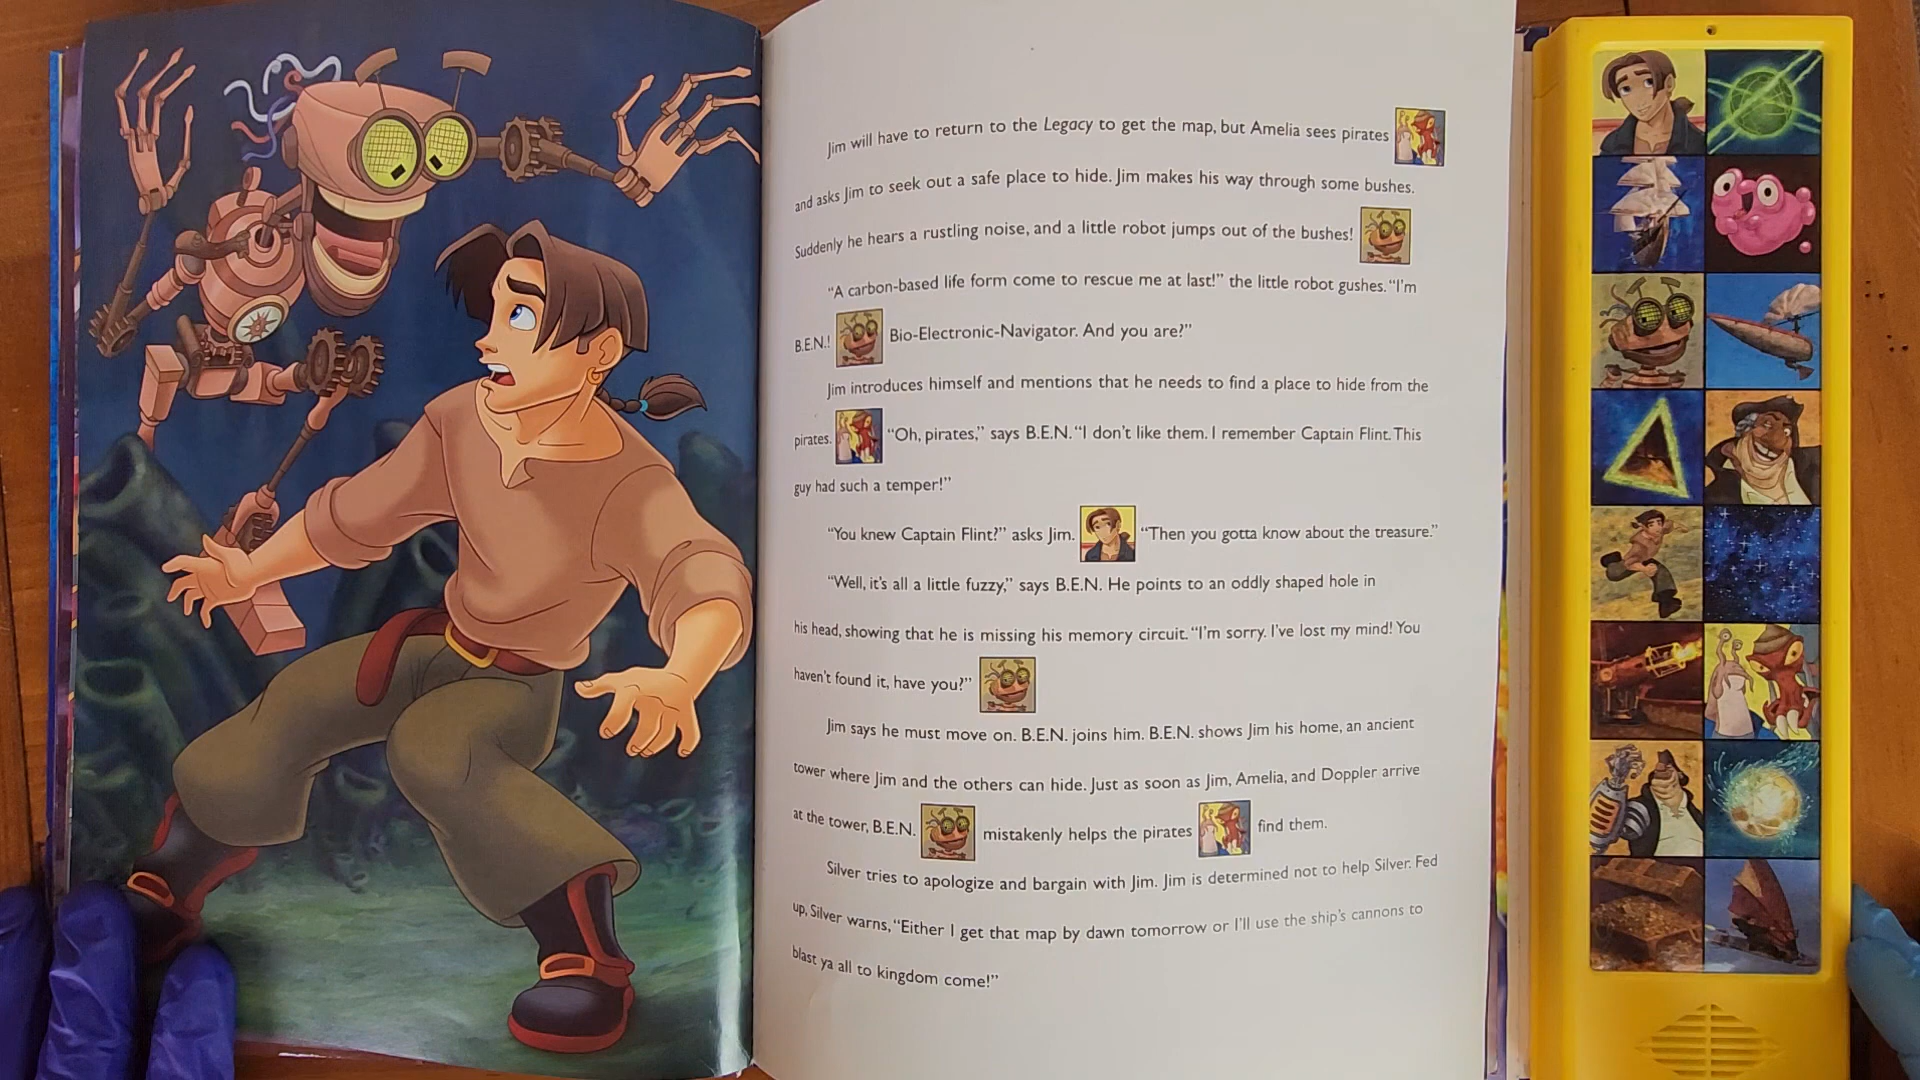 Jim will have to return to the Legacy to get the map, but Amelia sees pirates
and asks Jim to seek out a safe place to hide. Jim makes his way through some bushes.
Suddenly he hears a rustling noise, and a little robot jumps out of the bushes!
“A carbon-based life form come to rescue me at last!” the little robot gushes. “I’m
B.E.N.! Bio-Electronic-Navigator. And you are?”
Jim introduces himself and mentions that he needs to find a place to hide from the
pirates. “Oh, pirates,” says B.E.N. “I don’t like them. I remember Captain Flint. This
guy had such a temper!”
“You knew Captain Flint?” asks Jim. “Then you gotta know about the treasure.”
“Well, it’s all a little fuzzy,” says B.E.N. He points to an oddly shaped hole in
his head, showing that he is missing his memory circuit. “I’m sorry. I’ve lost my mind! You
haven’t found it, have you?”
Jim says he must move on. B.E.N. joins him. B.E.N. shows Jim his home, an ancient
tower where Jim and the others can hide. Just as soon as Jim, Amelia, and Doppler arrive
at the tower, B.E.N. mistakenly helps the pirates find them.
Silver tries to apologize and bargain with Jim. Jim is determined not to help Silver. Fed
up, Silver warns, “Either I get that map by dawn tomorrow or I’ll use the ship’s cannons to
blast ya all to kingdom come!”